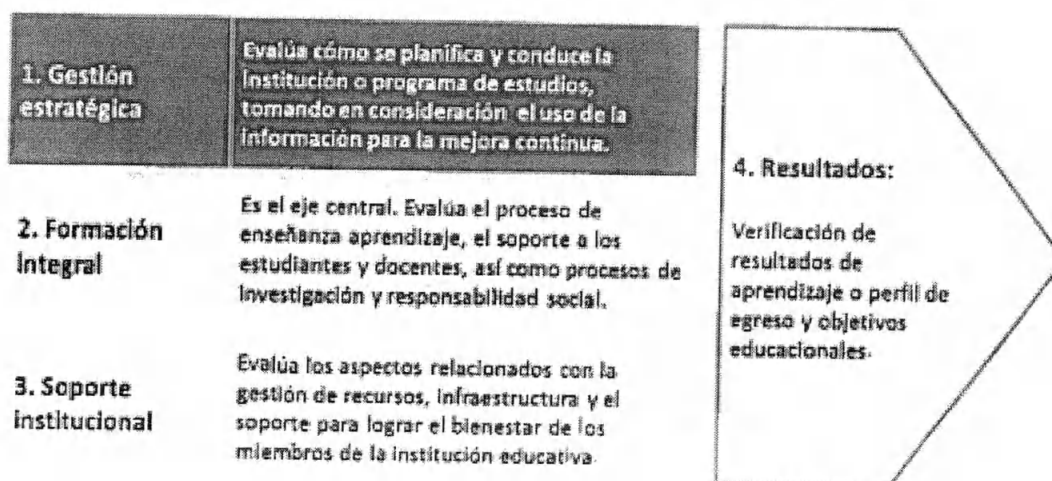 1. Gestión
estratégica
Evalúa cómo se planifica y conduce la
institución o programa de estudios,
tomando en consideración el uso de la
información para la mejora continua.
2. Formación
Integral
Es el eje central. Evalúa el proceso de
enseñanza aprendizaje, el soporte a los
estudiantes y docentes, así como procesos de
investigación y responsabilidad social.
3. Soporte
institucional
Evalúa los aspectos relacionados con la
gestión de recursos, infraestructura y el
soporte para lograr el bienestar de los
miembros de la institución educativa.
4. Resultados:
Verificación de
resultados de
aprendizaje o perfil de
egreso y objetivos
educacionales.